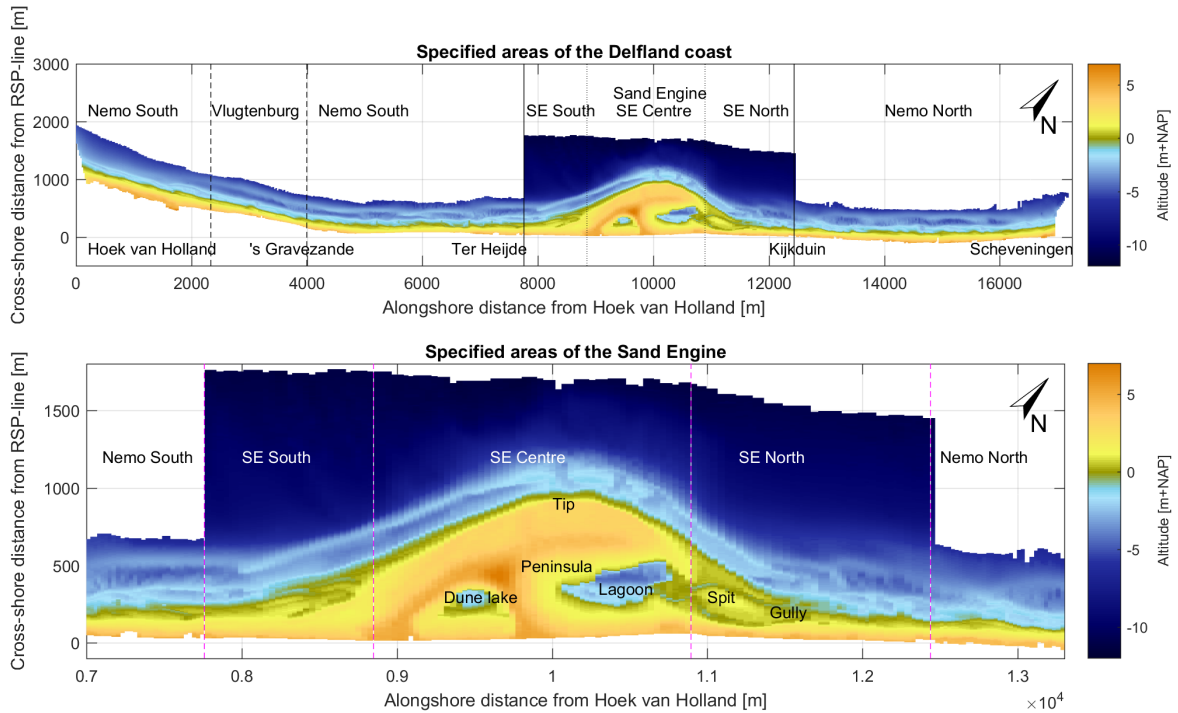 Specified areas of the Delfland coast
Cross-shore distance from RSP-line [m]
3000
2000
1000
0
Nemo South
Vlugtenburg
Nemo South
Sand Engine
SE South
SE Centre
SE North
Nemo North
N
Hoek van Holland
's Gravezande
Ter Heijde
Kijkduin
Scheveningen
0
2000
4000
6000
8000
10000
12000
14000
16000
Alongshore distance from Hoek van Holland [m]
5
0
-5
-10
Altitude [m+NAP]
Specified areas of the Sand Engine
Cross-shore distance from RSP-line [m]
1500
1000
500
0
Nemo South
SE South
SE Centre
SE North
Nemo North
N
Tip
Peninsula
Dune lake
Lagoon
Spit
Gully
0.7
0.8
0.9
1
1.1
1.2
1.3
×10⁴
Alongshore distance from Hoek van Holland [m]
5
0
-5
-10
Altitude [m+NAP]